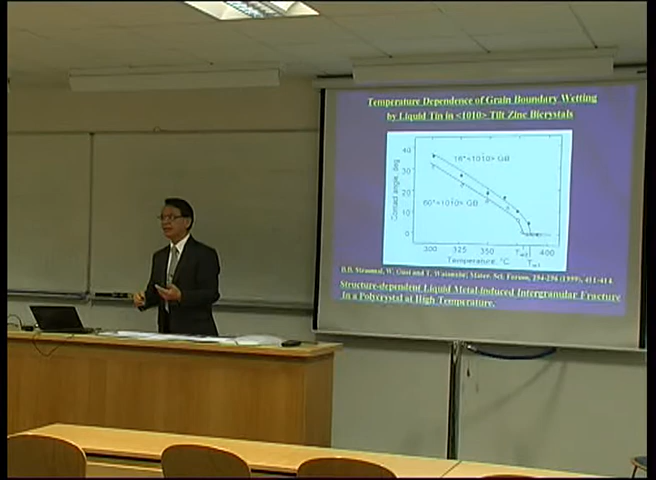 Temperature Dependence of Grain Boundary Wetting
by Liquid Tin in <1010> Tilt Zinc Bicrystals
Contact angle, deg
40
30
20
10
0
16°<1010> GB
60°<1010> GB
300
325
350
375
400
Temperature, °C
B.B. Straumal, W. Gust and T. Watanabe: Mater. Sci. Forum, 294-296 (1999), 411-414.
Structure-dependent Liquid Metal-Induced Intergranular Fracture
in a Polycrystal at High Temperature.